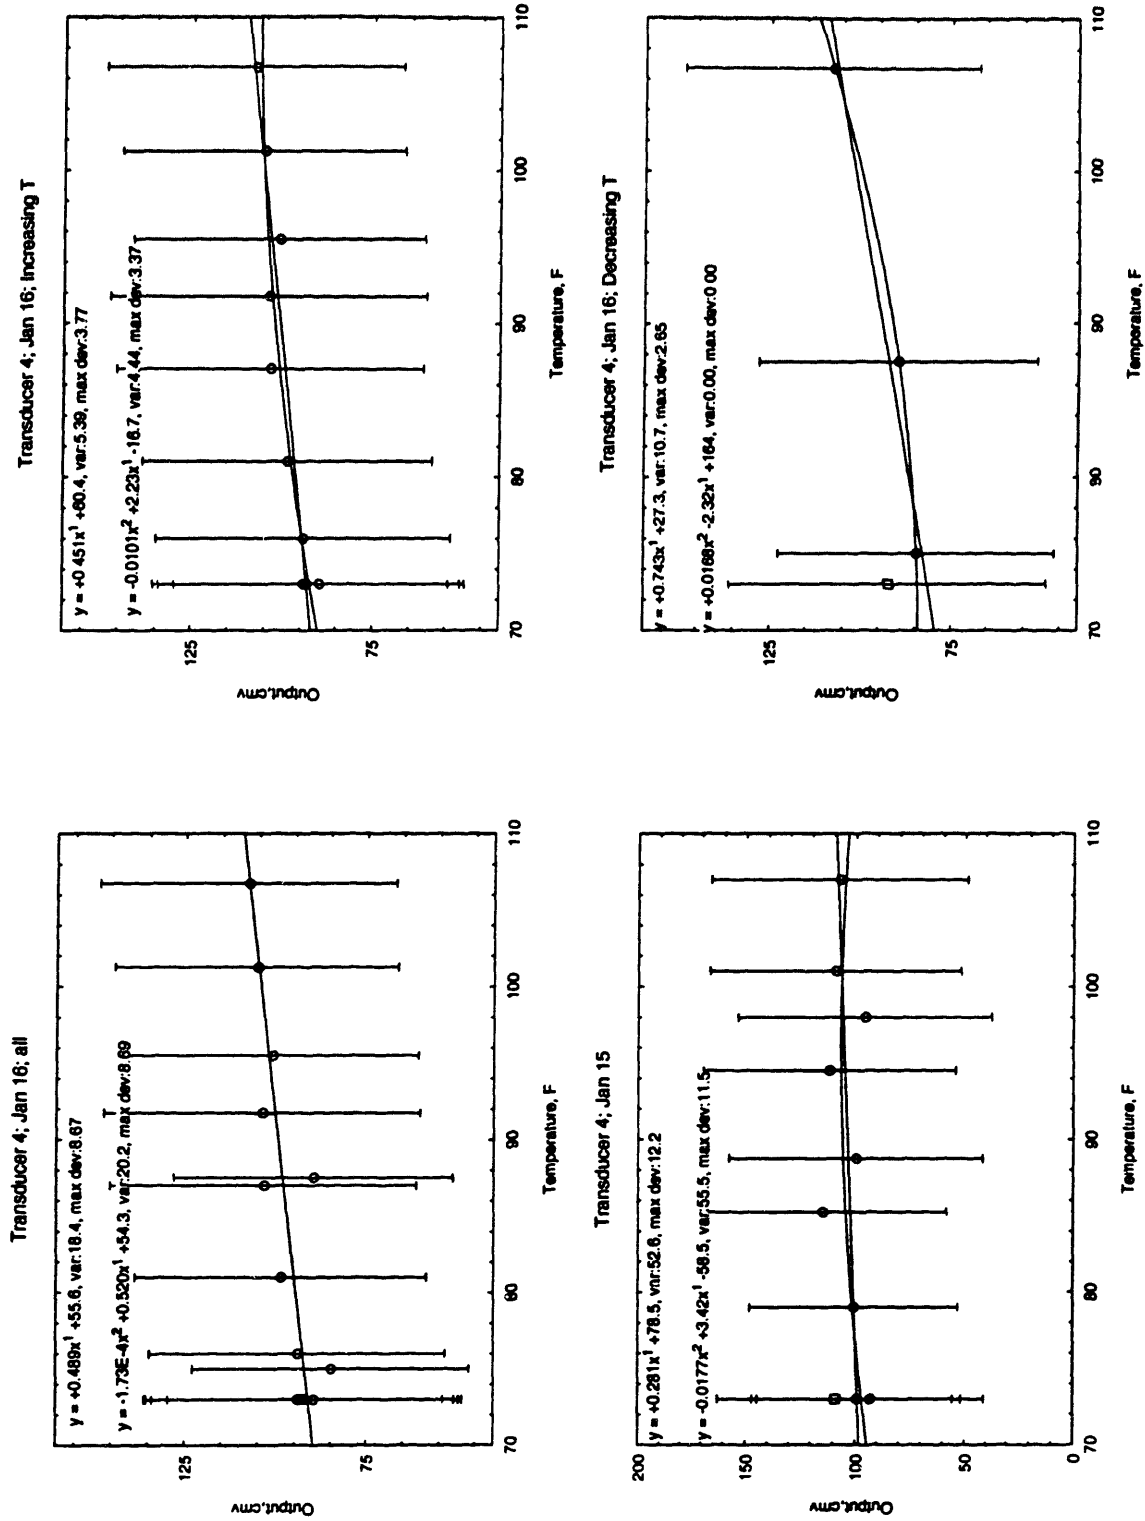 Transducer 4; Jan 16; all
y = +0.489x¹ +55.6, var:18.4, max dev:8.67
y = -1.73E-4x² +0.520x¹ +54.3, var:20.2, max dev:8.69
Output,cmv
125
75
70
80
90
100
110
Temperature, F
Transducer 4; Jan 16; Increasing T
y = +0.451x¹ +60.4, var:5.39, max dev:3.77
y = -0.0101x² +2.23x¹ -16.7, var:4.44, max dev:3.37
Output,cmv
125
75
70
80
90
100
110
Temperature, F
Transducer 4; Jan 15
y = +0.281x¹ +78.5, var:52.6, max dev:12.2
y = -0.0177x² +3.42x¹ -58.5, var:55.5, max dev:11.5
Output,cmv
200
150
100
50
0
70
80
90
100
110
Temperature, F
Transducer 4; Jan 16; Decreasing T
y = +0.743x¹ +27.3, var:10.7, max dev:2.65
y = +0.0168x² -2.32x¹ +164, var:0.00, max dev:0 00
Output,cmv
125
75
70
80
90
100
110
Temperature, F